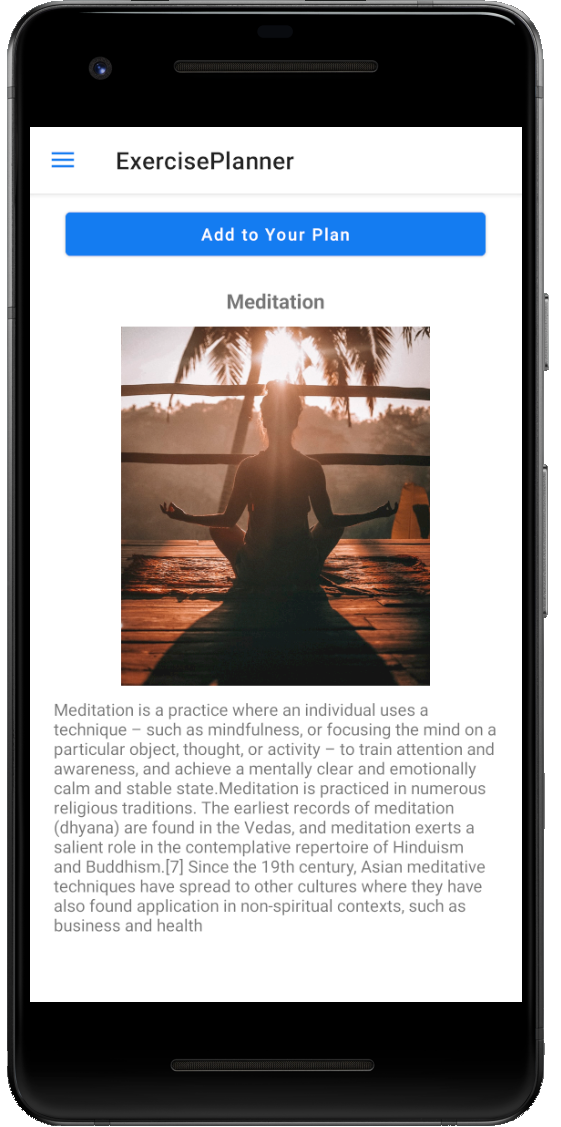 ExercisePlanner
Add to Your Plan
Meditation
Meditation is a practice where an individual uses a
technique – such as mindfulness, or focusing the mind on a
particular object, thought, or activity – to train attention and
awareness, and achieve a mentally clear and emotionally
calm and stable state.Meditation is practiced in numerous
religious traditions. The earliest records of meditation
(dhyana) are found in the Vedas, and meditation exerts a
salient role in the contemplative repertoire of Hinduism
and Buddhism.[7] Since the 19th century, Asian meditative
techniques have spread to other cultures where they have
also found application in non-spiritual contexts, such as
business and health